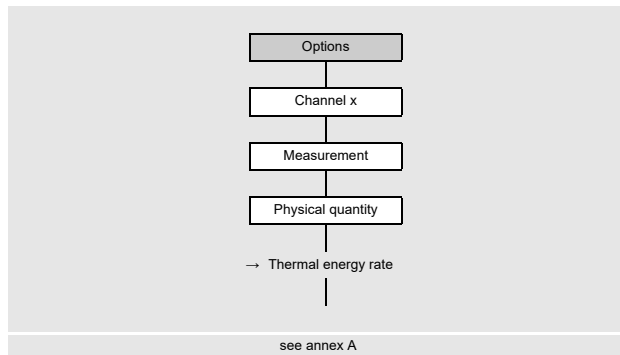 Options
Channel x
Measurement
Physical quantity
→ Thermal energy rate
see annex A